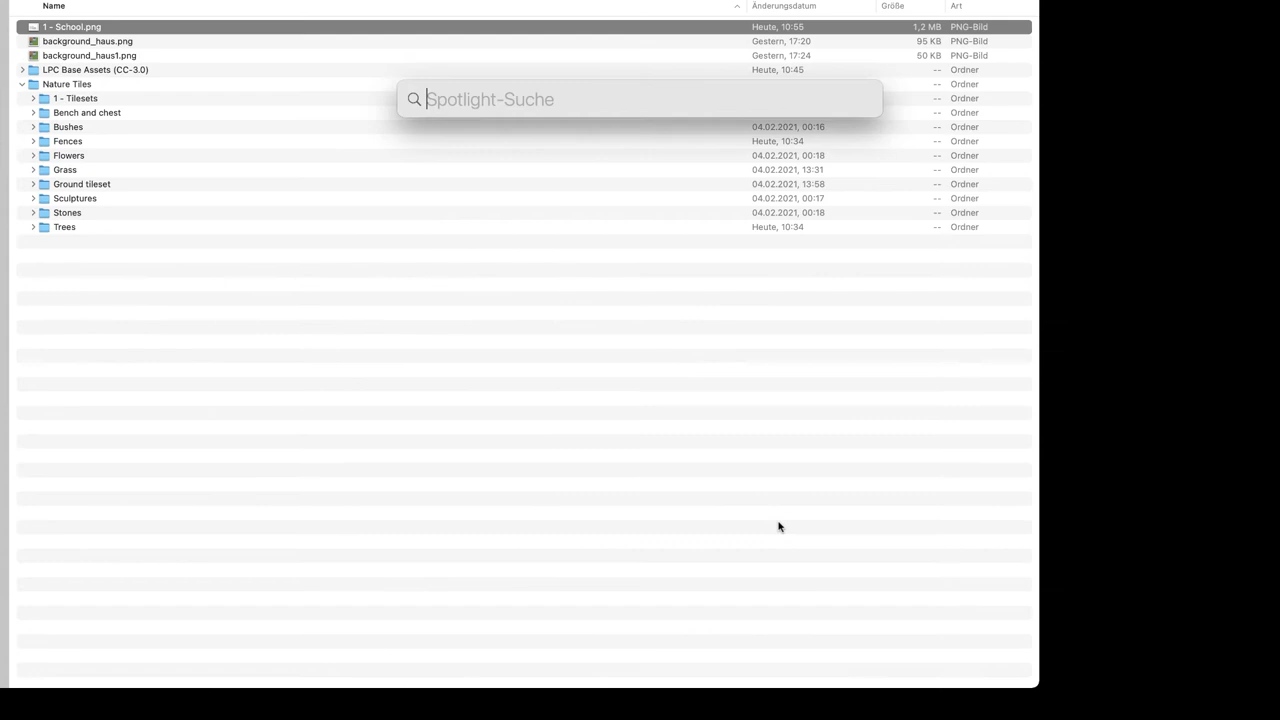 Name Änderungsdatum Größe Art
1 - School.png Heute, 10:55 1,2 MB PNG-Bild
background_haus.png Gestern, 17:20 95 KB PNG-Bild
background_haus1.png Gestern, 17:24 50 KB PNG-Bild
LPC Base Assets (CC-3.0) Heute, 10:45 -- Ordner
Nature Tiles -- Ordner
1 - Tilesets -- Ordner
Spotlight-Suche
Bench and chest -- Ordner
Bushes 04.02.2021, 00:16 -- Ordner
Fences Heute, 10:34 -- Ordner
Flowers 04.02.2021, 00:18 -- Ordner
Grass 04.02.2021, 13:31 -- Ordner
Ground tileset 04.02.2021, 13:58 -- Ordner
Sculptures 04.02.2021, 00:17 -- Ordner
Stones 04.02.2021, 00:18 -- Ordner
Trees Heute, 10:34 -- Ordner